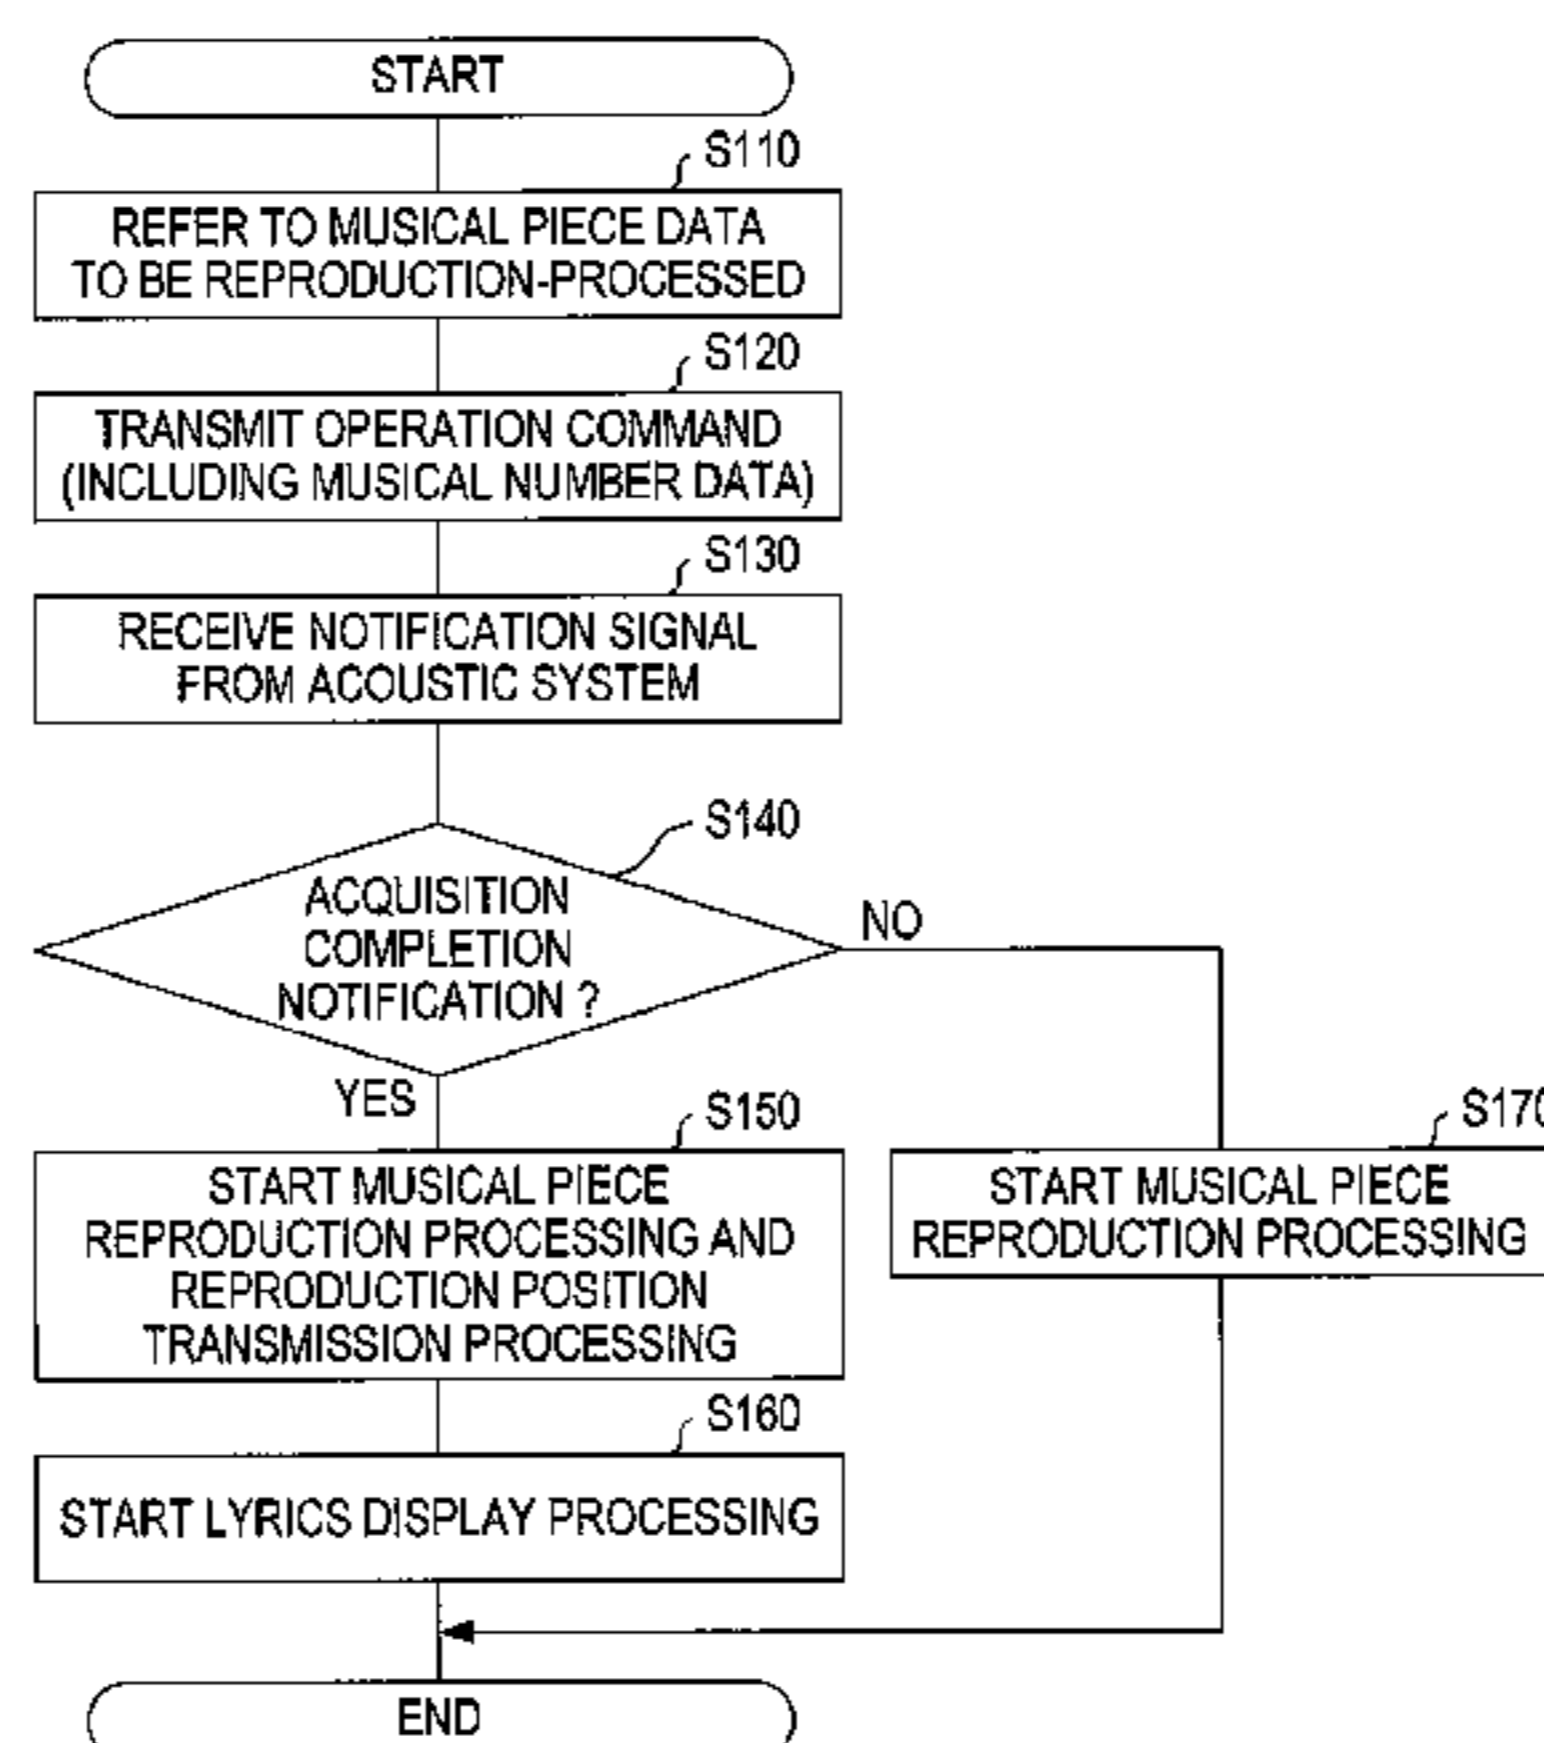 START
S110
REFER TO MUSICAL PIECE DATA
TO BE REPRODUCTION-PROCESSED
S120
TRANSMIT OPERATION COMMAND
(INCLUDING MUSICAL NUMBER DATA)
S130
RECEIVE NOTIFICATION SIGNAL
FROM ACOUSTIC SYSTEM
S140
ACQUISITION
COMPLETION
NOTIFICATION ?
NO
YES
S150
START MUSICAL PIECE
REPRODUCTION PROCESSING AND
REPRODUCTION POSITION
TRANSMISSION PROCESSING
S170
START MUSICAL PIECE
REPRODUCTION PROCESSING
S160
START LYRICS DISPLAY PROCESSING
END